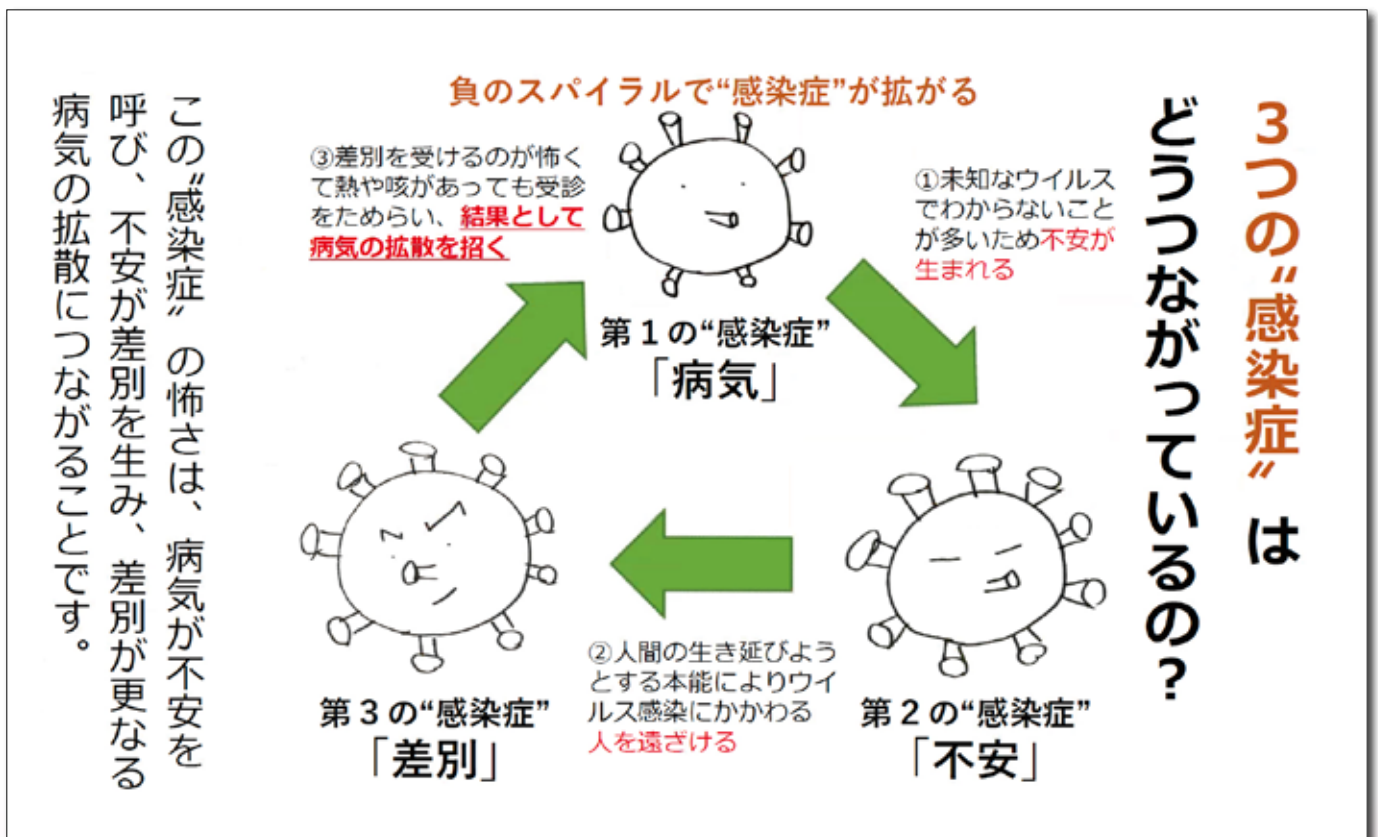 3つの“感染症”は
どうつながっているの?
負のスパイラルで“感染症”が拡がる
①未知なウイルス
でわからないこと
が多いため不安が
生まれる
第1の“感染症”
「病気」
②人間の生き延びよう
とする本能によりウイ
ルス感染にかかわる
人を遠ざける
第2の“感染症”
「不安」
③差別を受けるのが怖く
て熱や咳があっても受診
をためらい、結果として
病気の拡散を招く
第3の“感染症”
「差別」
この“感染症”の怖さは、病気が不安を
呼び、不安が差別を生み、差別が更なる
病気の拡散につながることです。